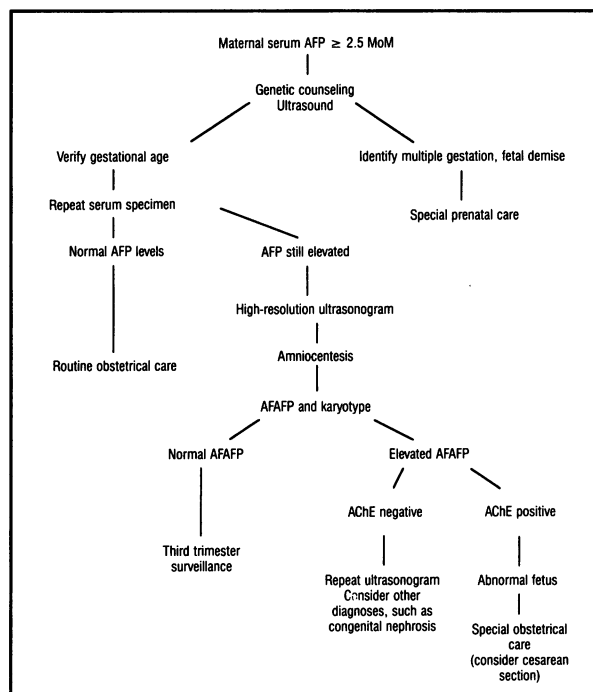 Maternal serum AFP ≥ 2.5 MoM
Genetic counseling
Ultrasound
Verify gestational age
Identify multiple gestation, fetal demise
Repeat serum specimen
Special prenatal care
Normal AFP levels
AFP still elevated
High-resolution ultrasonogram
Amniocentesis
Routine obstetrical care
AFAFP and karyotype
Normal AFAFP
Elevated AFAFP
AChE negative
AChE positive
Third trimester
surveillance
Repeat ultrasonogram
Consider other
diagnoses, such as
congenital nephrosis
Abnormal fetus
Special obstetrical
care
(consider cesarean
section)